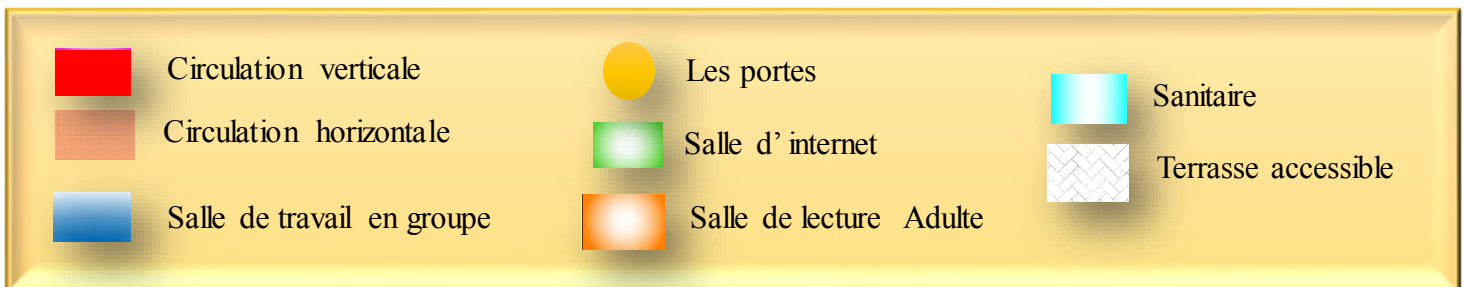 Circulation verticale
Circulation horizontale
Salle de travail en groupe
Les portes
Salle d’internet
Salle de lecture Adulte
Sanitaire
Terrasse accessible